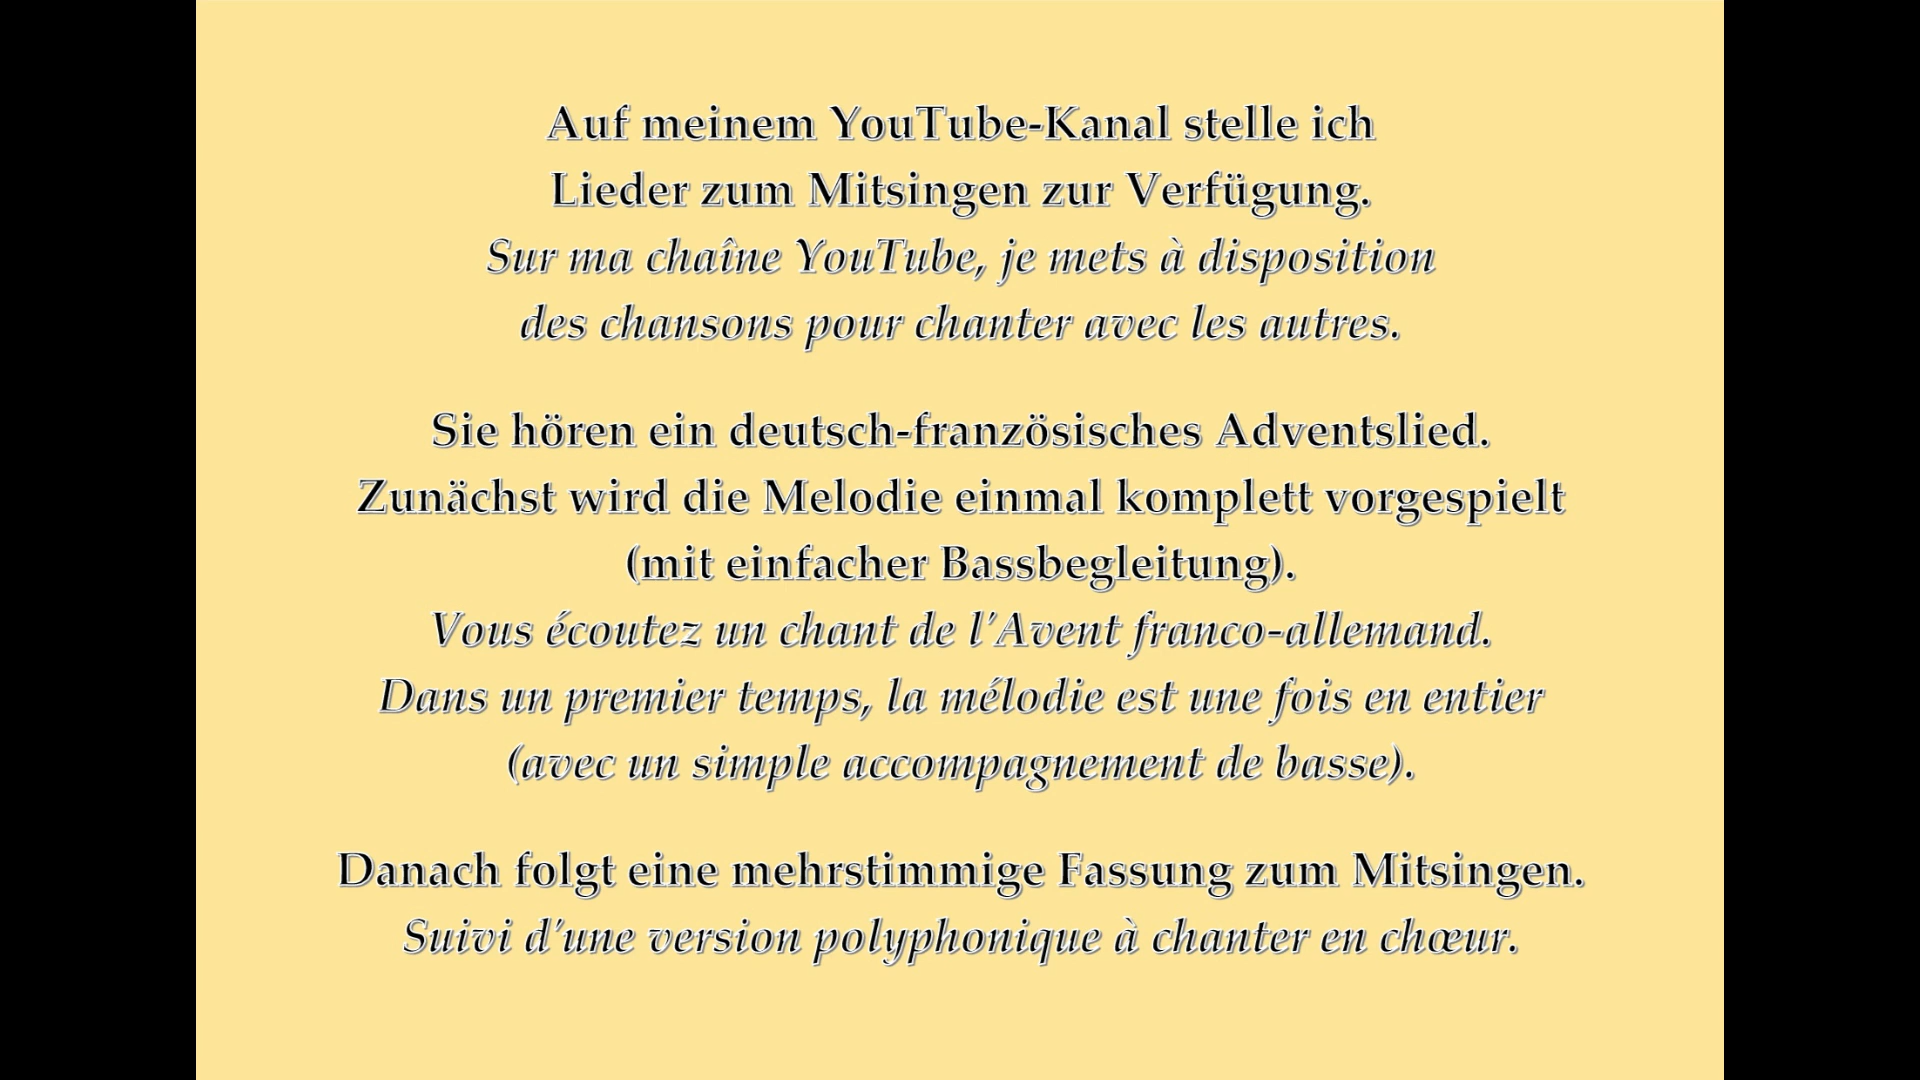 Auf meinem YouTube-Kanal stelle ich
Lieder zum Mitsingen zur Verfügung.
Sur ma chaîne YouTube, je mets à disposition
des chansons pour chanter avec les autres.
Sie hören ein deutsch-französisches Adventslied.
Zunächst wird die Melodie einmal komplett vorgespielt
(mit einfacher Bassbegleitung).
Vous écoutez un chant de l'Avent franco-allemand.
Dans un premier temps, la mélodie est une fois en entier
(avec un simple accompagnement de basse).
Danach folgt eine mehrstimmige Fassung zum Mitsingen.
Suivi d'une version polyphonique à chanter en chœur.